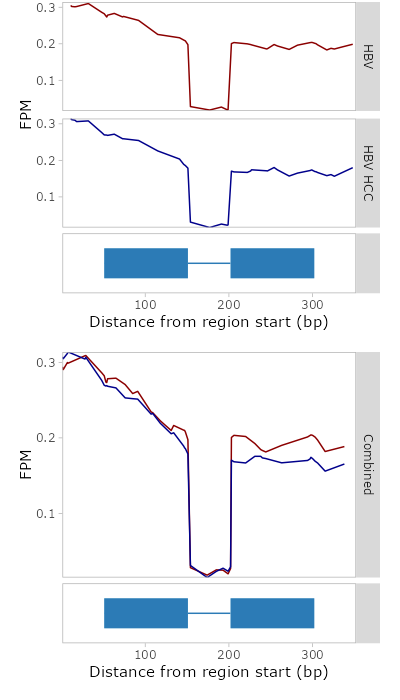 0.3
0.2
0.1
HBV
FPM
0.3
0.2
0.1
HBV HCC
100 200 300
Distance from region start (bp)
0.3
0.2
0.1
FPM
Combined
100 200 300
Distance from region start (bp)